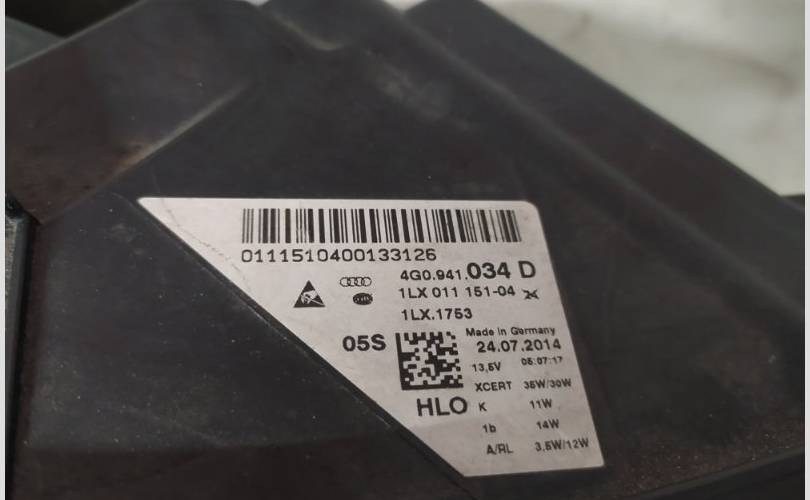 0111510400133126
4G0.941.034 D
1LX 011 151-04
1LX.1753
Made in Germany
05S
24.07.2014
13,5V 05:07:17
XCERT 35W/30W
HLO
K 11W
1b 14W
A/RL 3,5W/12W